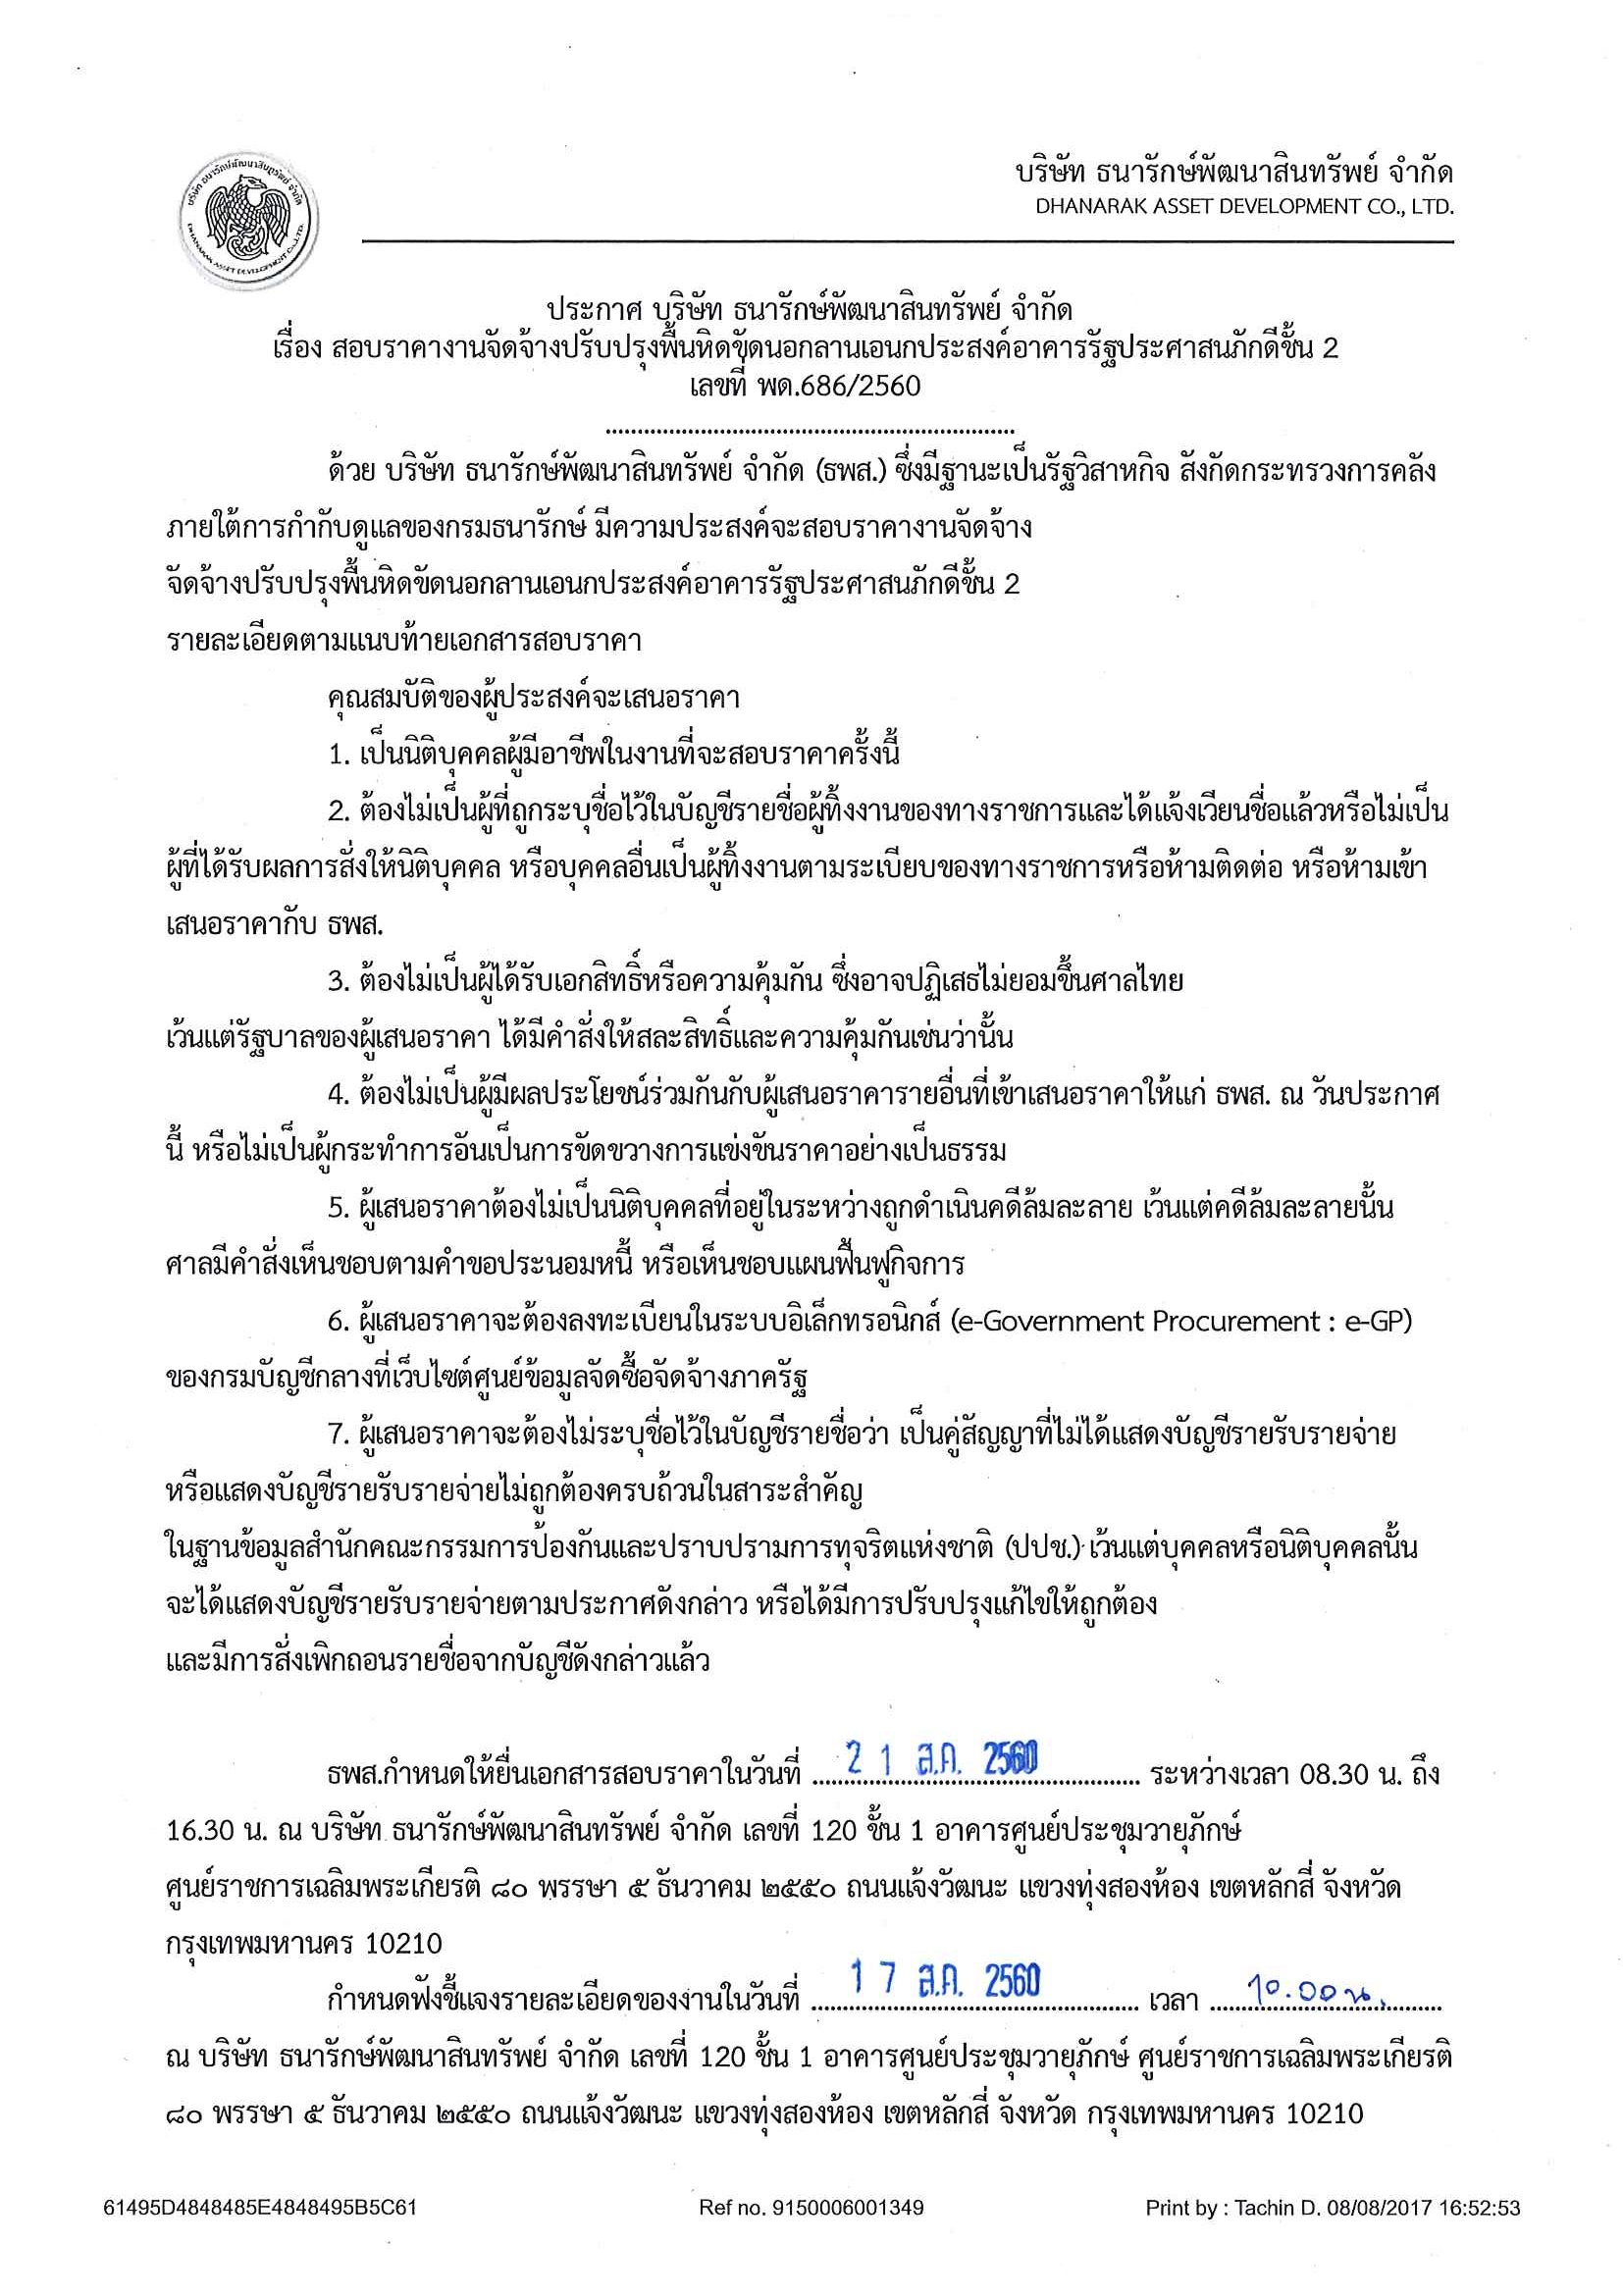 บริษัท ธนารักษ์พัฒนาสินทรัพย์ จำกัด
DHANARAK ASSET DEVELOPMENT CO., LTD.
บริษัท ธนารักษ์พัฒนาสินทรัพย์ จำกัด
DHANARAK ASSET DEVELOPMENT CO.,LTD.
ประกาศ บริษัท ธนารักษ์พัฒนาสินทรัพย์ จำกัด
เรื่อง สอบราคางานจัดจ้างปรับปรุงพื้นหิดขัดนอกลานเอนกประสงค์อาคารรัฐประศาสนภักดีชั้น 2
เลขที่ พด.686/2560
ด้วย บริษัท ธนารักษ์พัฒนาสินทรัพย์ จำกัด (ธพส.) ซึ่งมีฐานะเป็นรัฐวิสาหกิจ สังกัดกระทรวงการคลัง
ภายใต้การกำกับดูแลของกรมธนารักษ์ มีความประสงค์จะสอบราคางานจัดจ้าง
จัดจ้างปรับปรุงพื้นหิดขัดนอกลานเอนกประสงค์อาคารรัฐประศาสนภักดีชั้น 2
รายละเอียดตามแนบท้ายเอกสารสอบราคา
คุณสมบัติของผู้ประสงค์จะเสนอราคา
1. เป็นนิติบุคคลผู้มีอาชีพในงานที่จะสอบราคาครั้งนี้
2. ต้องไม่เป็นผู้ที่ถูกระบุชื่อไว้ในบัญชีรายชื่อผู้ทิ้งงานของทางราชการและได้แจ้งเวียนชื่อแล้วหรือไม่เป็น
ผู้ที่ได้รับผลการสั่งให้นิติบุคคล หรือบุคคลอื่นเป็นผู้ทิ้งงานตามระเบียบของทางราชการหรือห้ามติดต่อ หรือห้ามเข้า
เสนอราคากับ ธพส.
3. ต้องไม่เป็นผู้ได้รับเอกสิทธิ์หรือความคุ้มกัน ซึ่งอาจปฏิเสธไม่ยอมขึ้นศาลไทย
เว้นแต่รัฐบาลของผู้เสนอราคา ได้มีคำสั่งให้สละสิทธิ์และความคุ้มกันเช่นว่านั้น
4. ต้องไม่เป็นผู้มีผลประโยชน์ร่วมกันกับผู้เสนอราคารายอื่นที่เข้าเสนอราคาให้แก่ ธพส. ณ วันประกาศ
นี้ หรือไม่เป็นผู้กระทำการอันเป็นการขัดขวางการแข่งขันราคาอย่างเป็นธรรม
5. ผู้เสนอราคาต้องไม่เป็นนิติบุคคลที่อยู่ในระหว่างถูกดำเนินคดีล้มละลาย เว้นแต่คดีล้มละลายนั้น
ศาลมีคำสั่งเห็นชอบตามคำขอประนอมหนี้ หรือเห็นชอบแผนฟื้นฟูกิจการ
6. ผู้เสนอราคาจะต้องลงทะเบียนในระบบอิเล็กทรอนิกส์ (e-Government Procurement : e-GP)
ของกรมบัญชีกลางที่เว็บไซต์ศูนย์ข้อมูลจัดซื้อจัดจ้างภาครัฐ
7. ผู้เสนอราคาจะต้องไม่ระบุชื่อไว้ในบัญชีรายชื่อว่า เป็นคู่สัญญาที่ไม่ได้แสดงบัญชีรายรับรายจ่าย
หรือแสดงบัญชีรายรับรายจ่ายไม่ถูกต้องครบถ้วนในสาระสำคัญ
ในฐานข้อมูลสำนักคณะกรรมการป้องกันและปราบปรามการทุจริตแห่งชาติ (ปปช.) เว้นแต่บุคคลหรือนิติบุคคลนั้น
จะได้แสดงบัญชีรายรับรายจ่ายตามประกาศดังกล่าว หรือได้มีการปรับปรุงแก้ไขให้ถูกต้อง
และมีการสั่งเพิกถอนรายชื่อจากบัญชีดังกล่าวแล้ว
ธพส.กำหนดให้ยื่นเอกสารสอบราคาในวันที่ 21 ส.ค. 2560 ระหว่างเวลา 08.30 น. ถึง
16.30 น. ณ บริษัท ธนารักษ์พัฒนาสินทรัพย์ จำกัด เลขที่ 120 ชั้น 1 อาคารศูนย์ประชุมวายุภักษ์
ศูนย์ราชการเฉลิมพระเกียรติ ๘๐ พรรษา ๕ ธันวาคม ๒๕๕๐ ถนนแจ้งวัฒนะ แขวงทุ่งสองห้อง เขตหลักสี่ จังหวัด
กรุงเทพมหานคร 10210
กำหนดฟังชี้แจงรายละเอียดของงานในวันที่ 17 ส.ค. 2560 เวลา 10.00 น.
ณ บริษัท ธนารักษ์พัฒนาสินทรัพย์ จำกัด เลขที่ 120 ชั้น 1 อาคารศูนย์ประชุมวายุภักษ์ ศูนย์ราชการเฉลิมพระเกียรติ
๘๐ พรรษา ๕ ธันวาคม ๒๕๕๐ ถนนแจ้งวัฒนะ แขวงทุ่งสองห้อง เขตหลักสี่ จังหวัด กรุงเทพมหานคร 10210
61495D4848485E4848495B5C61 Ref no. 9150006001349 Print by : Tachin D. 08/08/2017 16:52:53